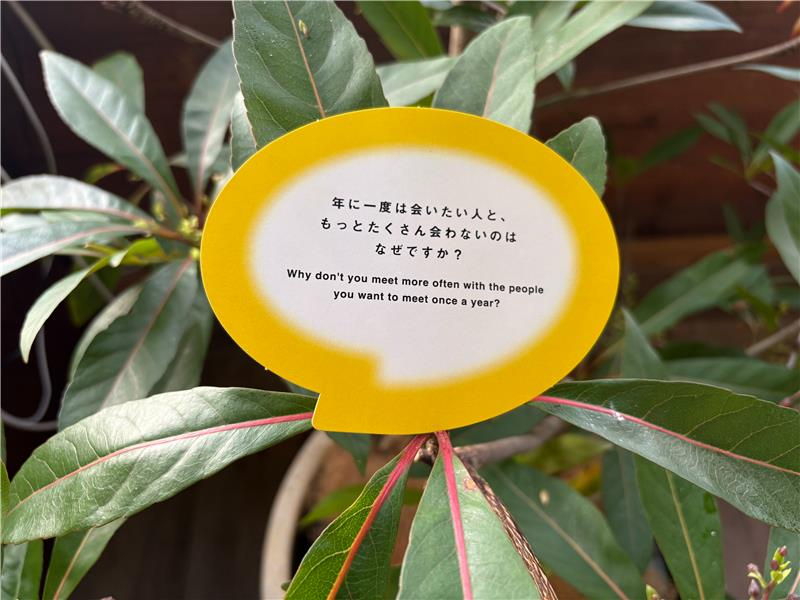 年に一度は会いたい人と、
もっとたくさん会わないのは
なぜですか？
Why don't you meet more often with the people
you want to meet once a year?